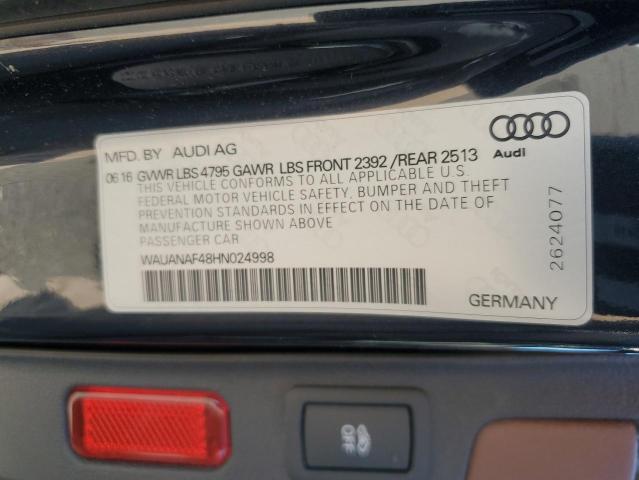 MFD. BY AUDI AG
06 16 GVWR LBS 4795 GAWR LBS FRONT 2392 /REAR 2513
THIS VEHICLE CONFORMS TO ALL APPLICABLE U.S.
FEDERAL MOTOR VEHICLE SAFETY, BUMPER AND THEFT
PREVENTION STANDARDS IN EFFECT ON THE DATE OF
MANUFACTURE SHOWN ABOVE
PASSENGER CAR
WAUANAF48HN024998
Audi
2624077
GERMANY
OFF